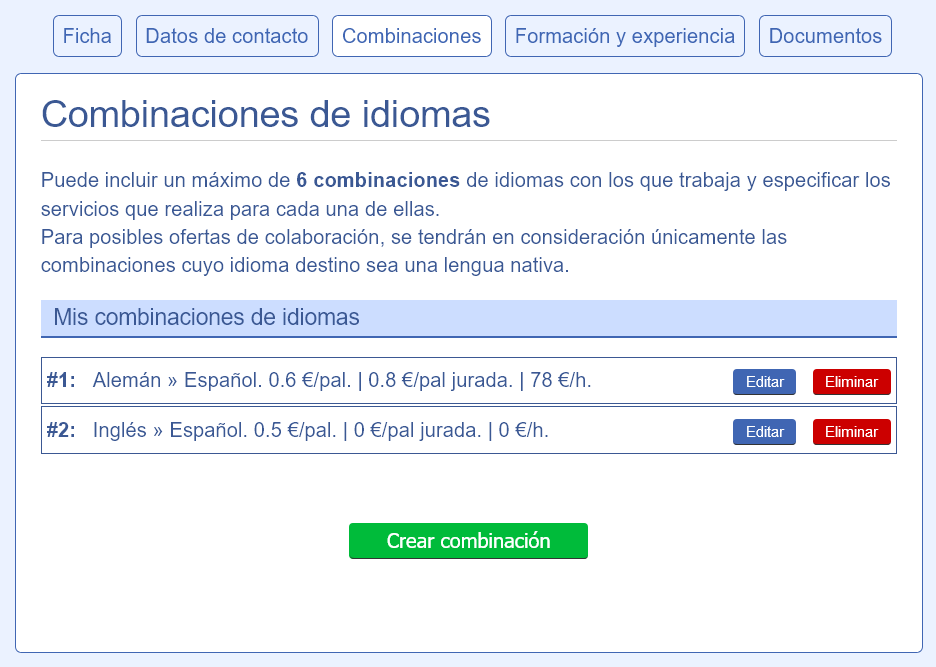 Ficha Datos de contacto Combinaciones Formación y experiencia Documentos
Combinaciones de idiomas
Puede incluir un máximo de 6 combinaciones de idiomas con los que trabaja y especificar los
servicios que realiza para cada una de ellas.
Para posibles ofertas de colaboración, se tendrán en consideración únicamente las
combinaciones cuyo idioma destino sea una lengua nativa.
Mis combinaciones de idiomas
#1: Alemán » Español. 0.6 €/pal. | 0.8 €/pal jurada. | 78 €/h. Editar Eliminar
#2: Inglés » Español. 0.5 €/pal. | 0 €/pal jurada. | 0 €/h. Editar Eliminar
Crear combinación